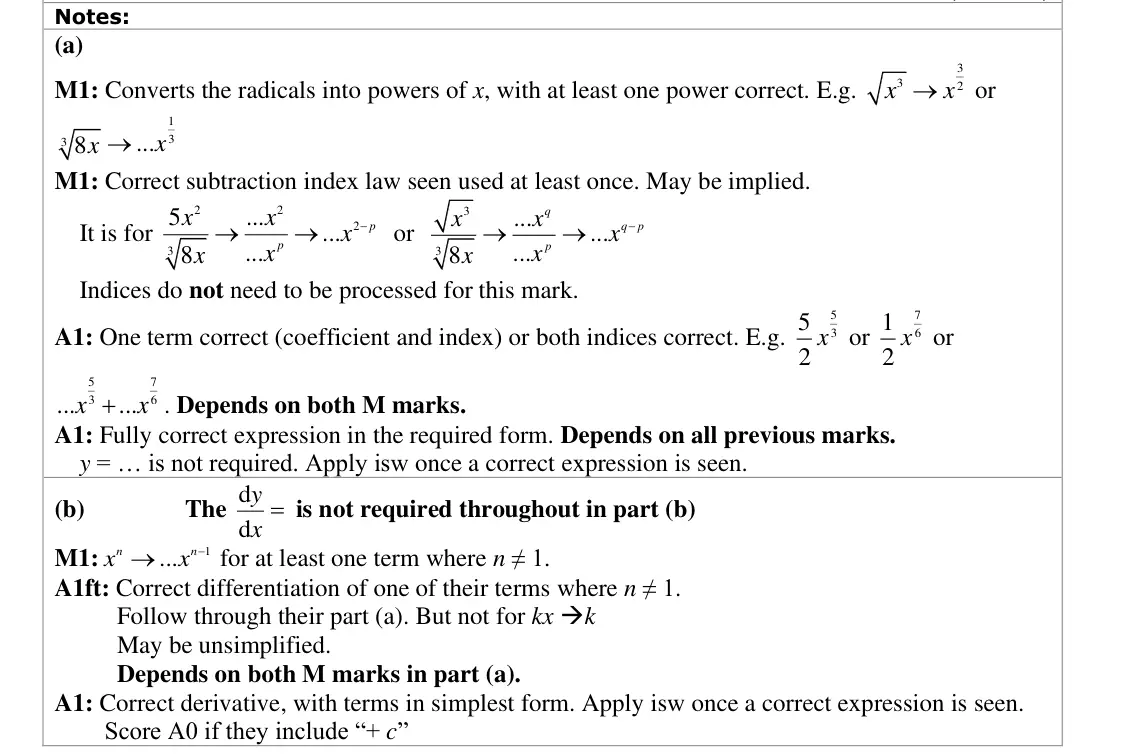 Notes:
(a)
M1: Converts the radicals into powers of x, with at least one power correct. E.g. √(x³) → x^(3/2) or
∛(8x) → ...x^(1/3)
M1: Correct subtraction index law seen used at least once. May be implied.
It is for 5x²/∛(8x) → ...x²/...x^p → ...x^(2−p) or √(x³)/∛(8x) → ...x^q/...x^p → ...x^(q−p)
Indices do not need to be processed for this mark.
A1: One term correct (coefficient and index) or both indices correct. E.g. 5/2 x^(5/3) or 1/2 x^(7/6) or
...x^(5/3) + ...x^(7/6) . Depends on both M marks.
A1: Fully correct expression in the required form. Depends on all previous marks.
y = … is not required. Apply isw once a correct expression is seen.
(b) The dy/dx = is not required throughout in part (b)
M1: x^n → ...x^(n−1) for at least one term where n ≠ 1.
A1ft: Correct differentiation of one of their terms where n ≠ 1.
Follow through their part (a). But not for kx →k
May be unsimplified.
Depends on both M marks in part (a).
A1: Correct derivative, with terms in simplest form. Apply isw once a correct expression is seen.
Score A0 if they include “+ c”